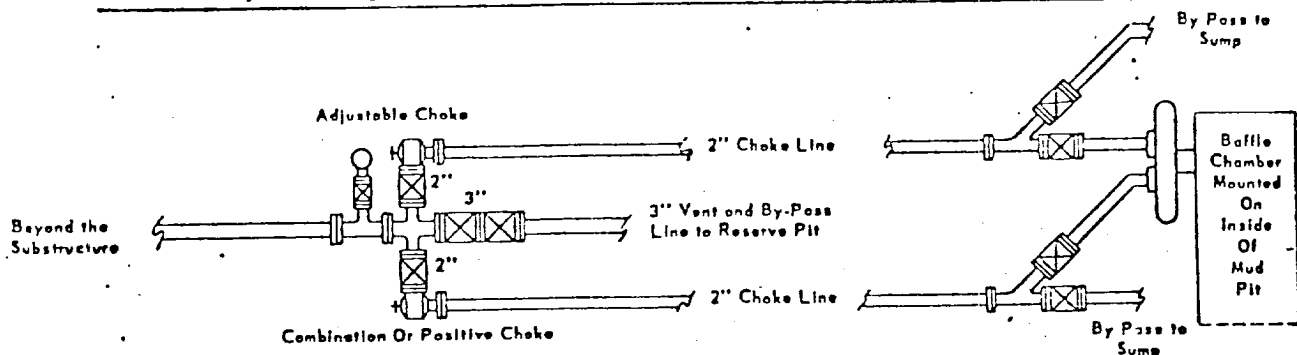 By Pass to
Sump
Adjustable Choke
2" Choke Line
2"
3"
Beyond the
Substructure
3" Vent and By-Pass
Line to Reserve Pit
Baffle
Chamber
Mounted
On
Inside
Of
Mud
Pit
2"
2" Choke Line
Combination Or Positive Choke
By Pass to
Sump